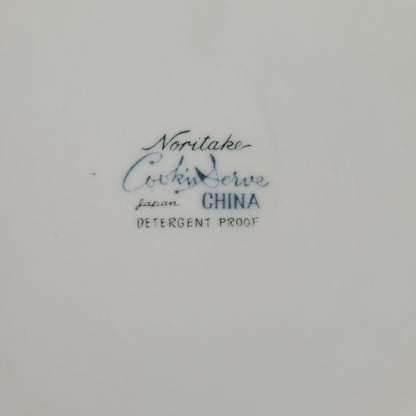 Noritake
Cook'n Serve
Japan CHINA
DETERGENT PROOF